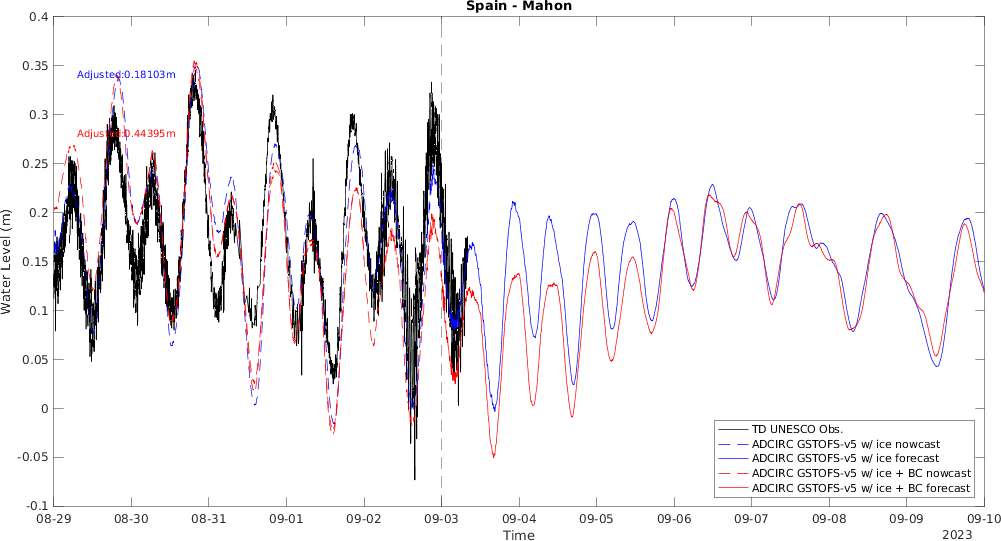 Spain - Mahon
0.4
0.35
0.3
0.25
0.2
0.15
0.1
0.05
0
-0.05
-0.1
Water Level (m)
Adjusted:0.18103m
Adjusted:0.44395m
TD UNESCO Obs.
ADCIRC GSTOFS-v5 w/ ice nowcast
ADCIRC GSTOFS-v5 w/ ice forecast
ADCIRC GSTOFS-v5 w/ ice + BC nowcast
ADCIRC GSTOFS-v5 w/ ice + BC forecast
08-29 08-30 08-31 09-01 09-02 09-03 09-04 09-05 09-06 09-07 09-08 09-09 09-10
Time
2023